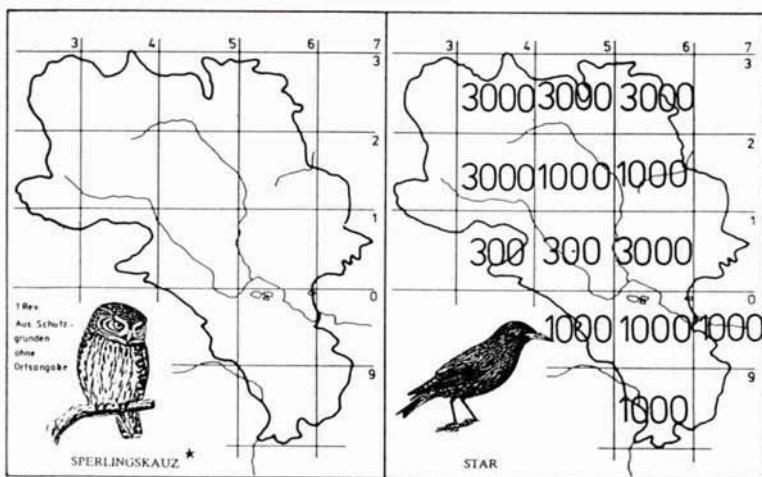 3 4 5 6 7
3
2
1
0
1 Rev.
Aus Schutz-
gründen
ohne
Ortsangabe
9
SPERLINGSKAUZ *
3 4 5 6 7
3
3000 3000 3000
2
3000 1000 1000
1
300 300 3000
0
1000 1000 1000
9
1000
STAR